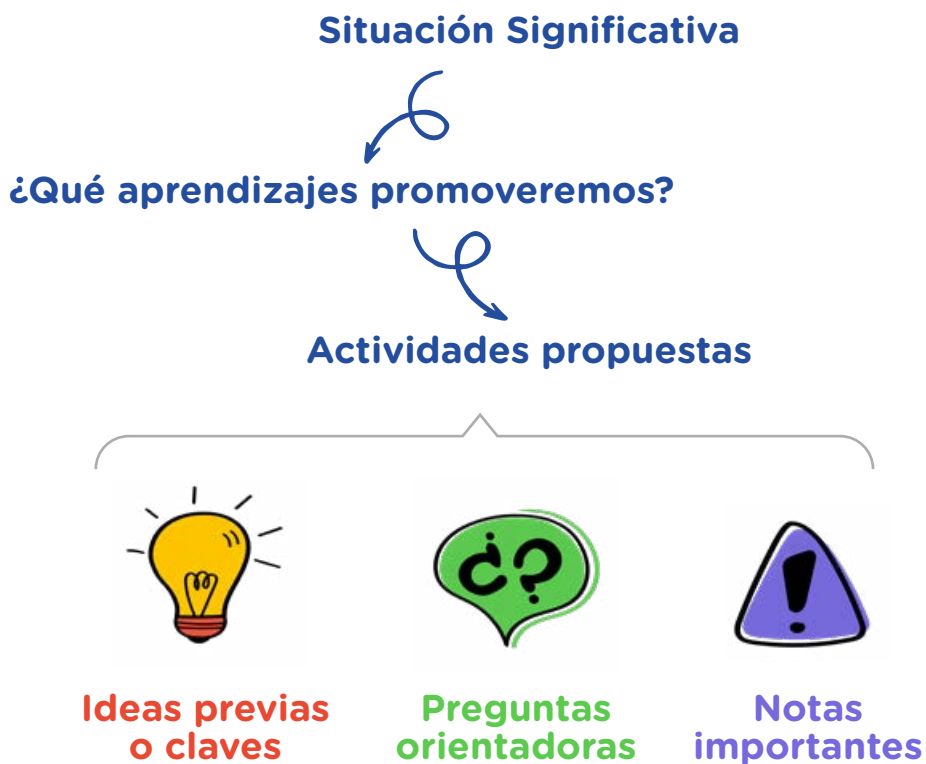 Situación Significativa
¿Qué aprendizajes promoveremos?
Actividades propuestas
¿?
Ideas previas
o claves
Preguntas
orientadoras
Notas
importantes